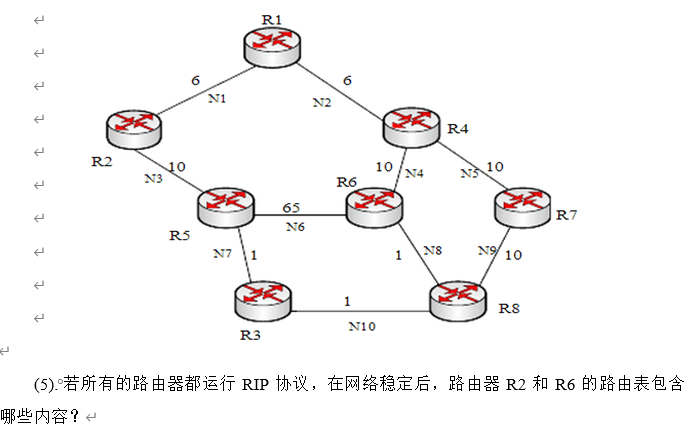 R1
6
6
N1
N2
R2
R4
10
N3
10
N4
N5
10
R6
R5
65
N6
R7
N7
1
1
N8
N9
10
R3
1
N10
R8
(5).若所有的路由器都运行 RIP 协议，在网络稳定后，路由器 R2 和 R6 的路由表包含
哪些内容？